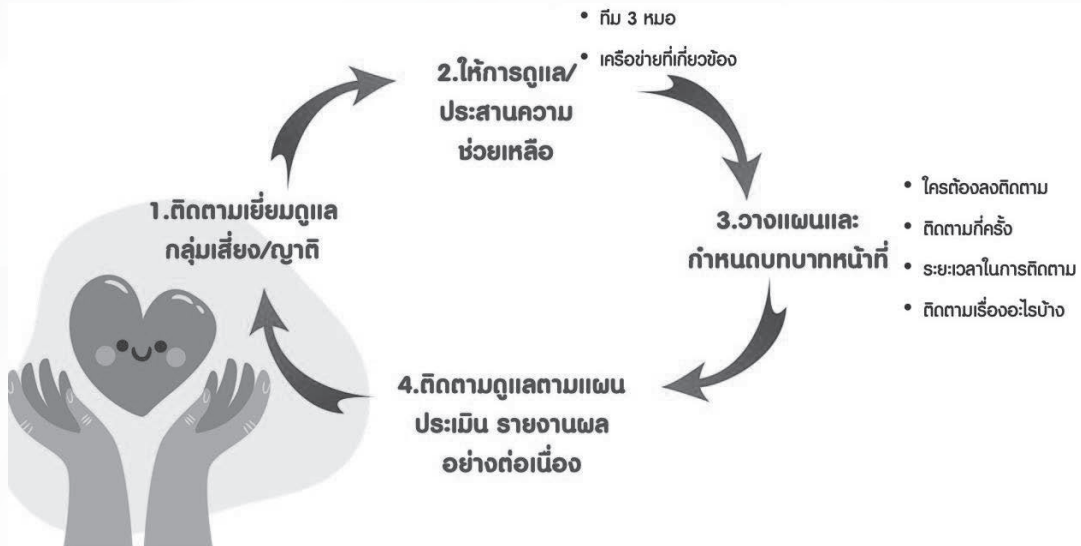 1.ติดตามเยี่ยมดูแล
กลุ่มเสี่ยง/ญาติ
2.ให้การดูแล/
ประสานความ
ช่วยเหลือ
• ทีม 3 หมอ
• เครือข่ายที่เกี่ยวข้อง
3.วางแผนและ
กำหนดบทบาทหน้าที่
• ใครต้องลงติดตาม
• ติดตามกี่ครั้ง
• ระยะเวลาในการติดตาม
• ติดตามเรื่องอะไรบ้าง
4.ติดตามดูแลตามแผน
ประเมิน รายงานผล
อย่างต่อเนื่อง